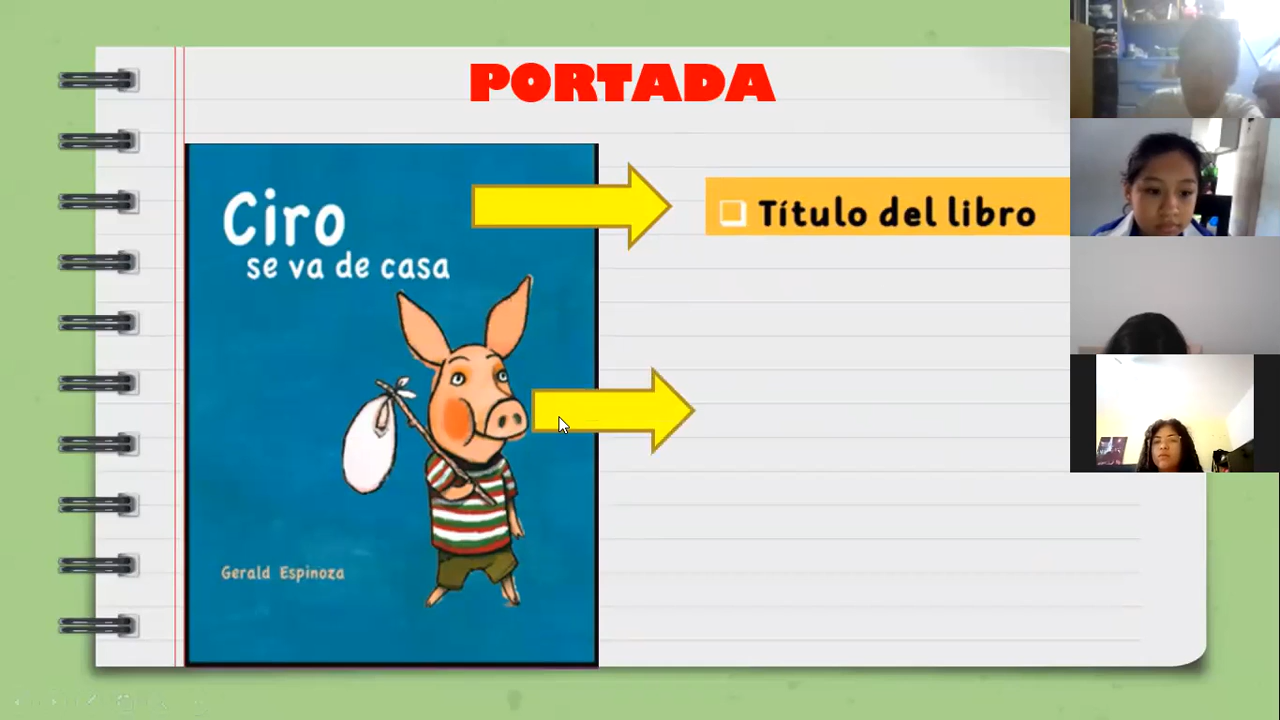 PORTADA
Ciro
se va de casa
Título del libro
Gerald Espinoza